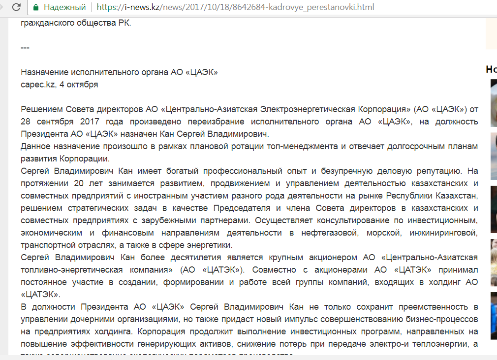 Надежный
https://i-news.kz/news/2017/10/18/8642684-kadrovye_perestanovki.html
гражданского общества РК.
---
Назначение исполнительного органа АО «ЦАЭК»
capec.kz, 4 октября
Решением Совета директоров АО «Центрально-Азиатская Электроэнергетическая Корпорация» (АО «ЦАЭК») от
28 сентября 2017 года произведено переизбрание исполнительного органа АО «ЦАЭК», на должность
Президента АО «ЦАЭК» назначен Кан Сергей Владимирович.
Данное назначение произошло в рамках плановой ротации топ-менеджмента и отвечает долгосрочным планам
развития Корпорации.
Сергей Владимирович Кан имеет богатый профессиональный опыт и безупречную деловую репутацию. На
протяжении 20 лет занимается развитием, продвижением и управлением деятельностью казахстанских и
совместных предприятий с иностранным участием разного рода деятельности на рынке Республики Казахстан,
решением стратегических задач в качестве Председателя и члена Совета директоров в казахстанских и
совместных предприятиях с зарубежными партнерами. Осуществляет консультирование по инвестиционным,
экономическим и финансовым направлениям деятельности в нефтегазовой, морской, инжиниринговой,
транспортной отраслях, а также в сфере энергетики.
Сергей Владимирович Кан более десятилетия является крупным акционером АО «Центрально-Азиатская
топливно-энергетическая компания» (АО «ЦАТЭК»). Совместно с акционерами АО «ЦАТЭК» принимал
постоянное участие в создании, формировании и работе всей группы компаний, входящих в холдинг АО
«ЦАТЭК».
В должности Президента АО «ЦАЭК» Сергей Владимирович Кан не только сохранит преемственность в
управлении дочерними организациями, но также придаст новый импульс совершенствованию бизнес-процессов
на предприятиях холдинга. Корпорация продолжит выполнение инвестиционных программ, направленных на
повышение эффективности генерирующих активов, снижение потерь при передаче электро-и теплоэнергии, а